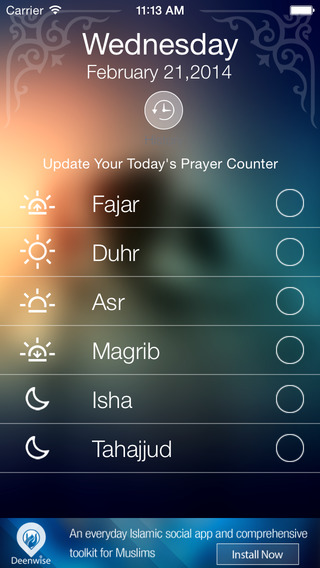 Carrier 11:13 AM
Wednesday
February 21,2014
Update Your Today's Prayer Counter
Fajar
Duhr
Asr
Magrib
Isha
Tahajjud
An everyday Islamic social app and comprehensive
toolkit for Muslims
Install Now
Deenwise